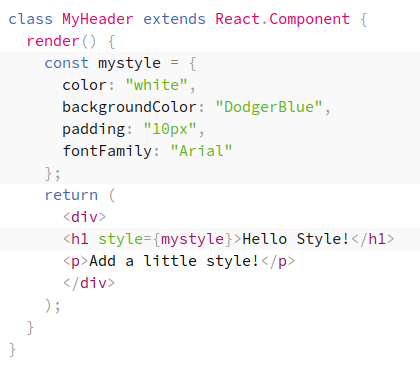 class MyHeader extends React.Component {
  render() {
    const mystyle = {
      color: "white",
      backgroundColor: "DodgerBlue",
      padding: "10px",
      fontFamily: "Arial"
    };
    return (
      <div>
      <h1 style={mystyle}>Hello Style!</h1>
      <p>Add a little style!</p>
      </div>
    );
  }
}